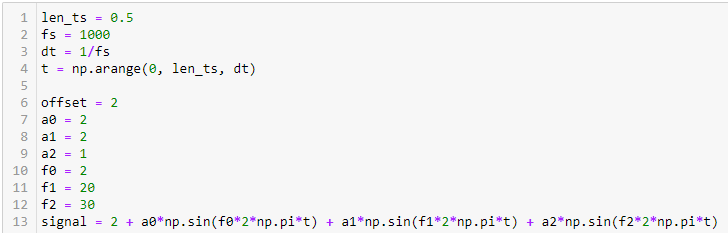 1 len_ts = 0.5
2 fs = 1000
3 dt = 1/fs
4 t = np.arange(0, len_ts, dt)
5
6 offset = 2
7 a0 = 2
8 a1 = 2
9 a2 = 1
10 f0 = 2
11 f1 = 20
12 f2 = 30
13 signal = 2 + a0*np.sin(f0*2*np.pi*t) + a1*np.sin(f1*2*np.pi*t) + a2*np.sin(f2*2*np.pi*t)